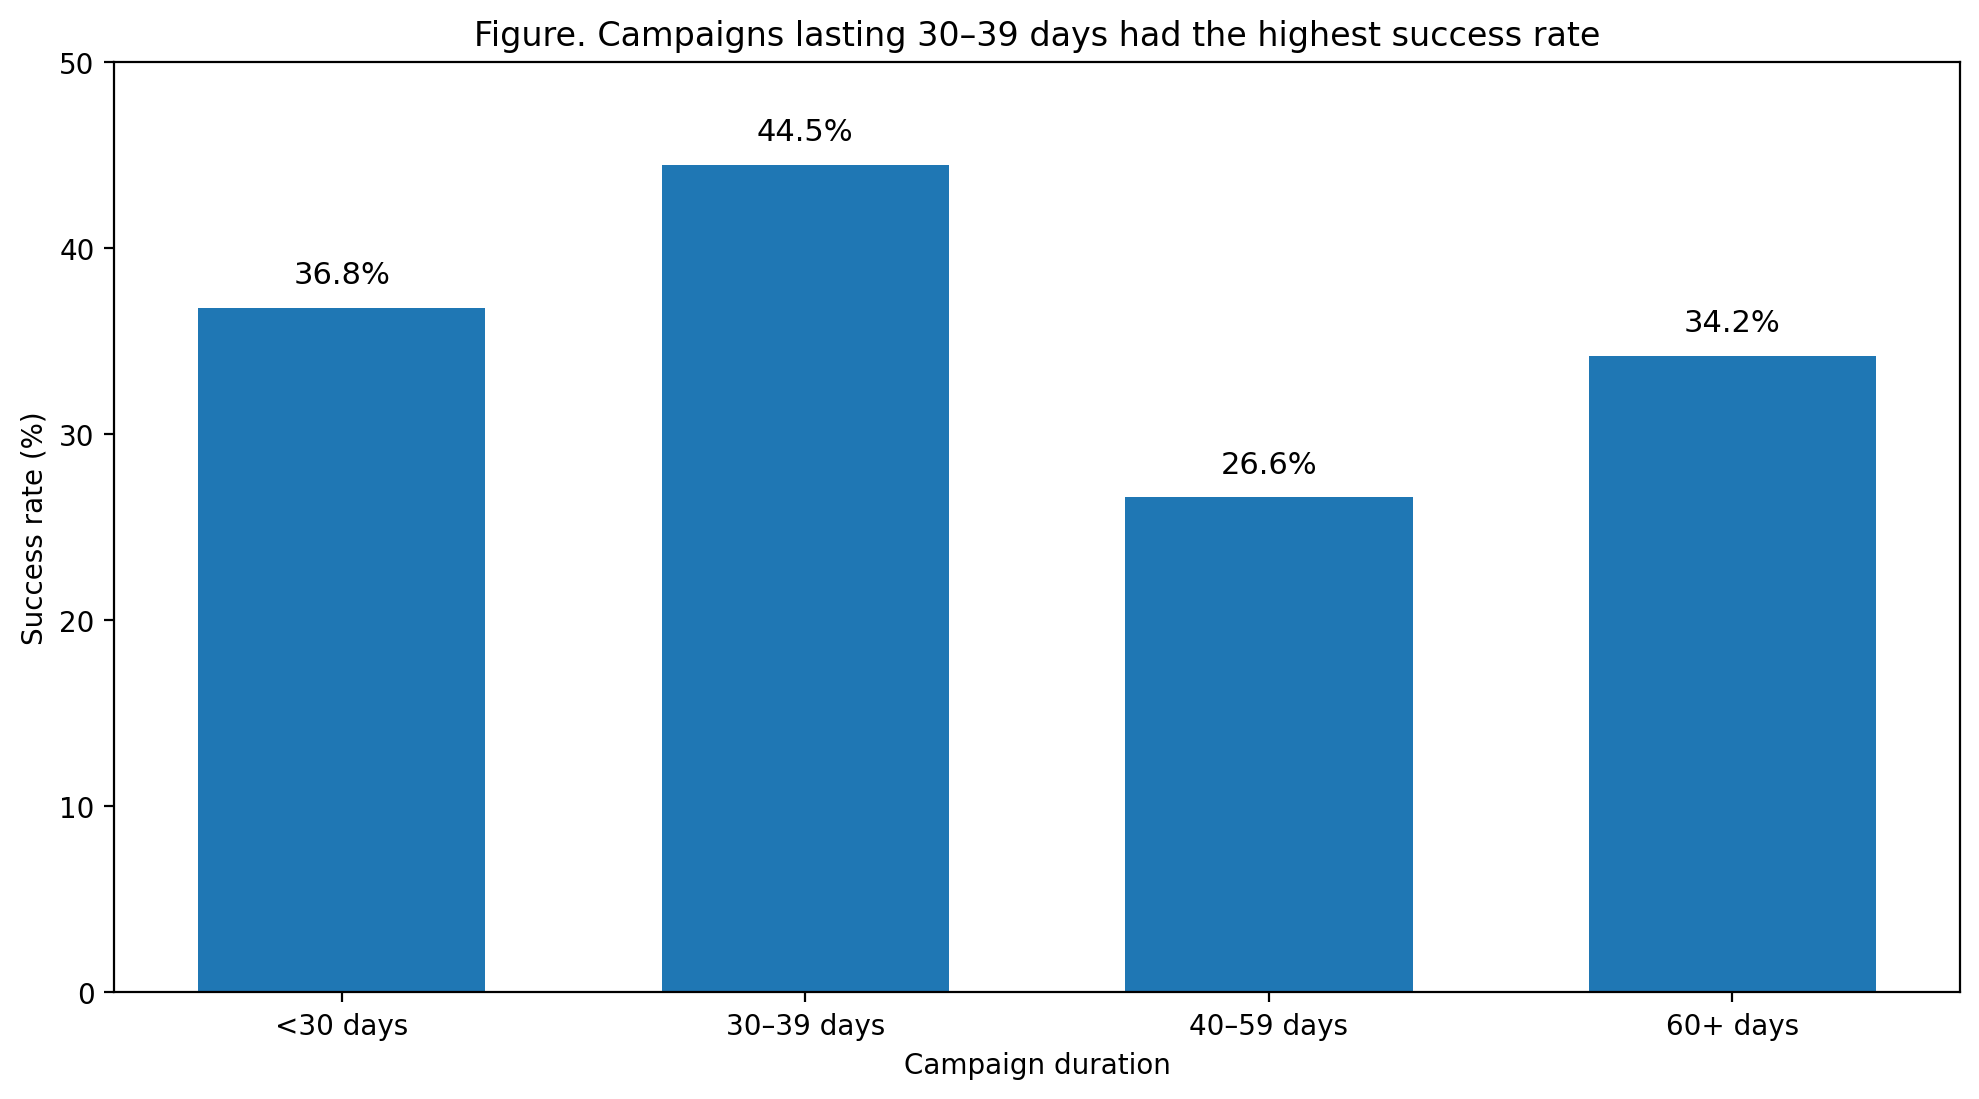 Figure. Campaigns lasting 30–39 days had the highest success rate
50
40
30
20
10
0
Success rate (%)
36.8%
44.5%
26.6%
34.2%
<30 days
30–39 days
40–59 days
60+ days
Campaign duration